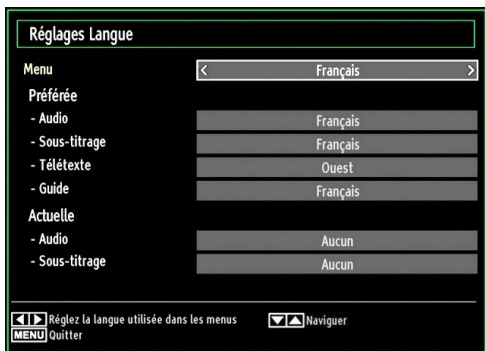 Réglages Langue
Menu < Français >
Préférée
- Audio Français
- Sous-titrage Français
- Télétexte Ouest
- Guide Français
Actuelle
- Audio Aucun
- Sous-titrage Aucun
Réglez la langue utilisée dans les menus Naviguer
MENU Quitter